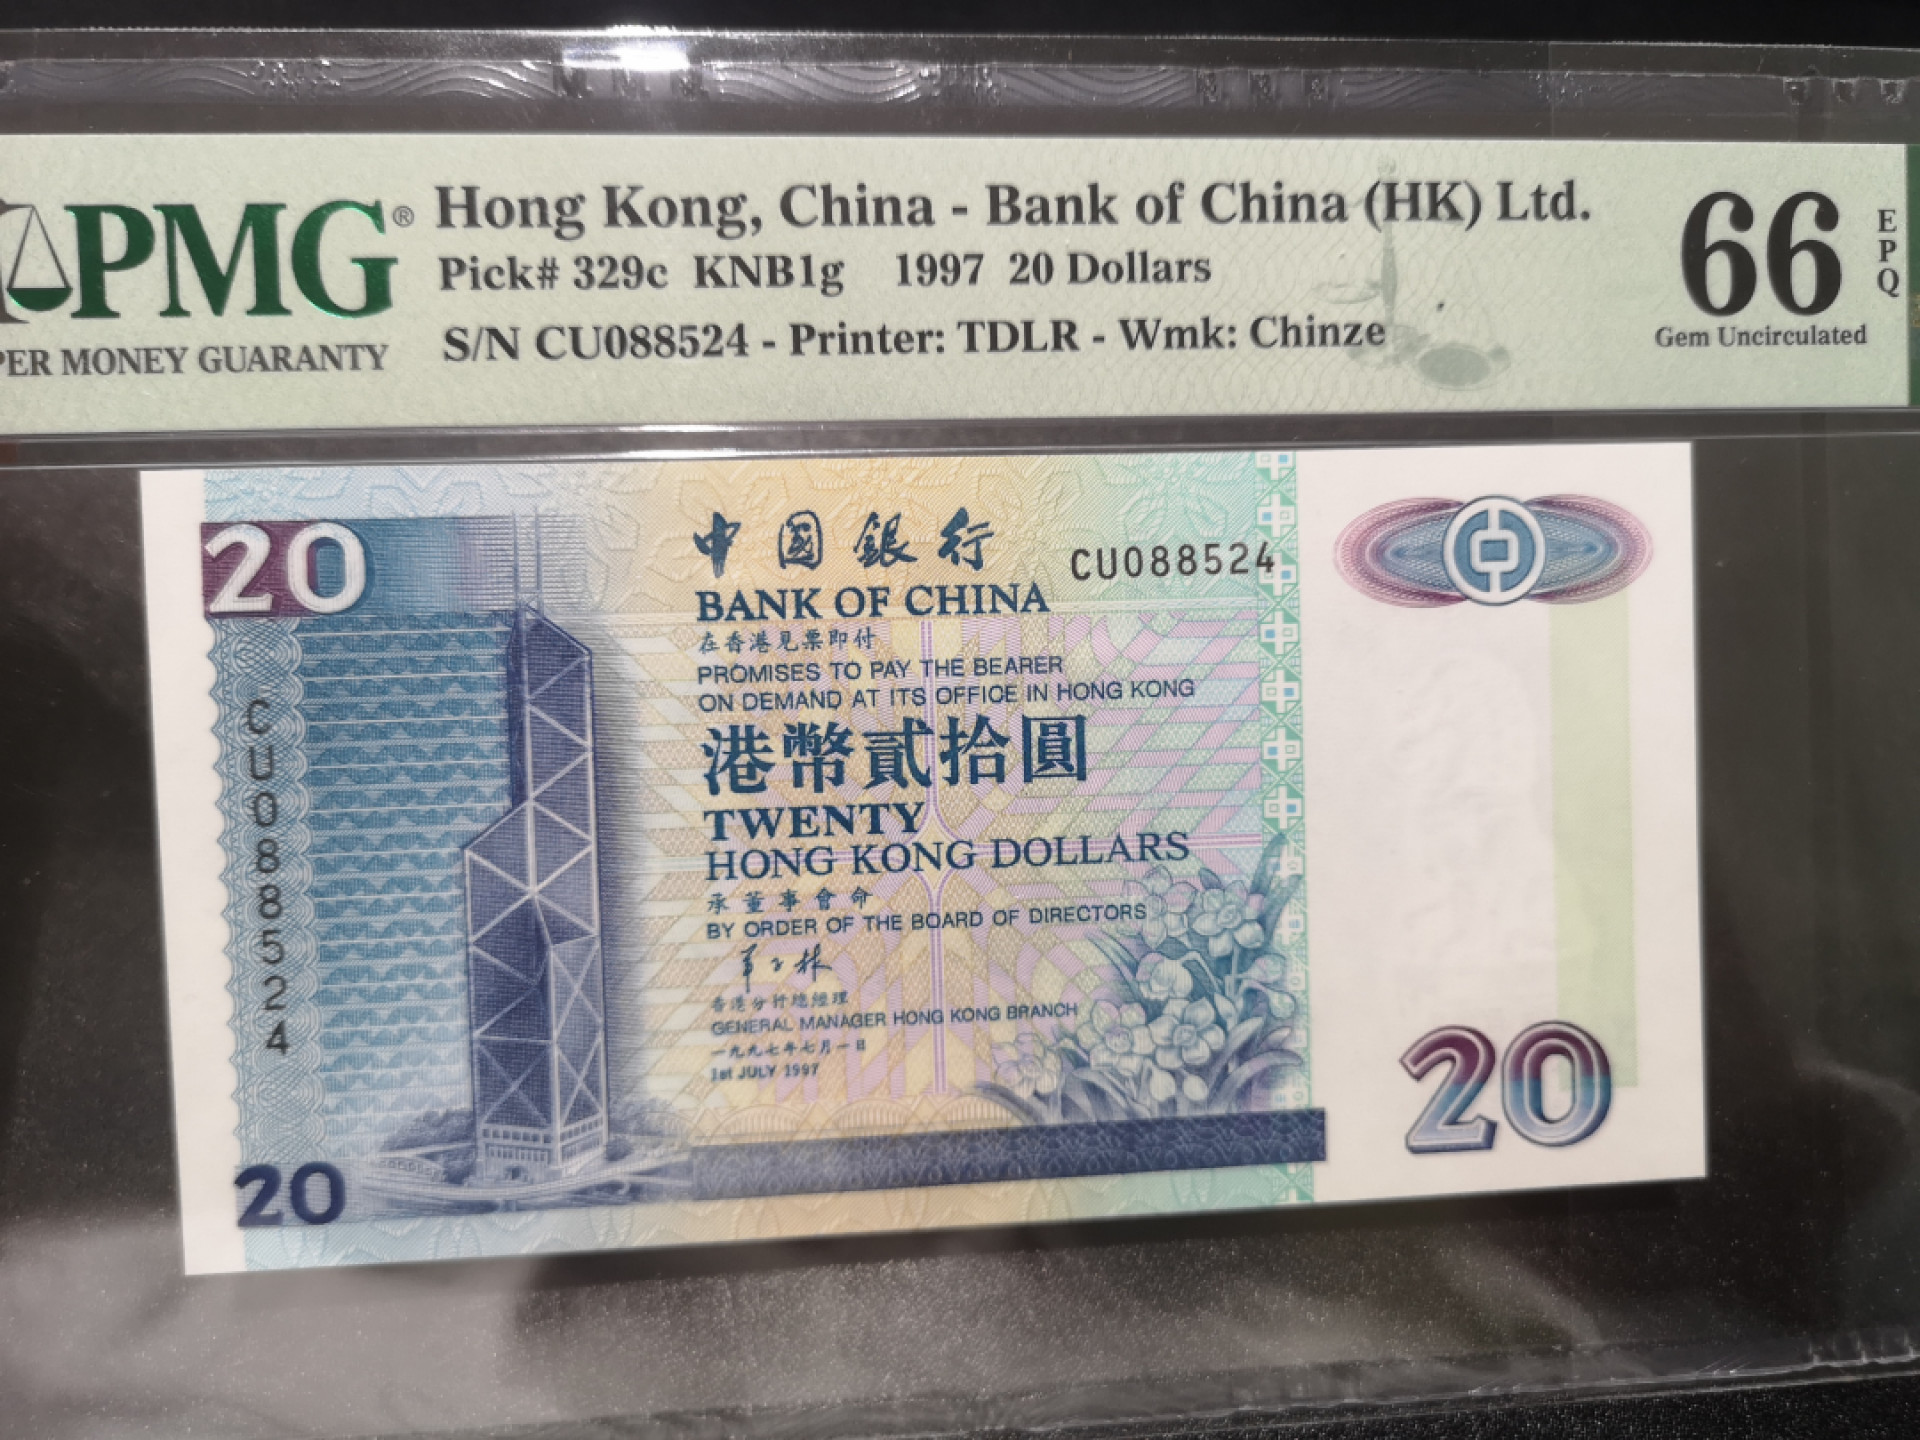 PMG®
PER MONEY GUARANTY
Hong Kong, China - Bank of China (HK) Ltd.
Pick# 329c KNB1g 1997 20 Dollars
S/N CU088524 - Printer: TDLR - Wmk: Chinze
66
EPQ
Gem Uncirculated
20
中國銀行
CU088524
BANK OF CHINA
在香港見票即付
PROMISES TO PAY THE BEARER
ON DEMAND AT ITS OFFICE IN HONG KONG
港幣貳拾圓
TWENTY
HONG KONG DOLLARS
承董事會命
BY ORDER OF THE BOARD OF DIRECTORS
香港分行總經理
GENERAL MANAGER HONG KONG BRANCH
一九九七年七月一日
1st JULY 1997
CU088524
20
20